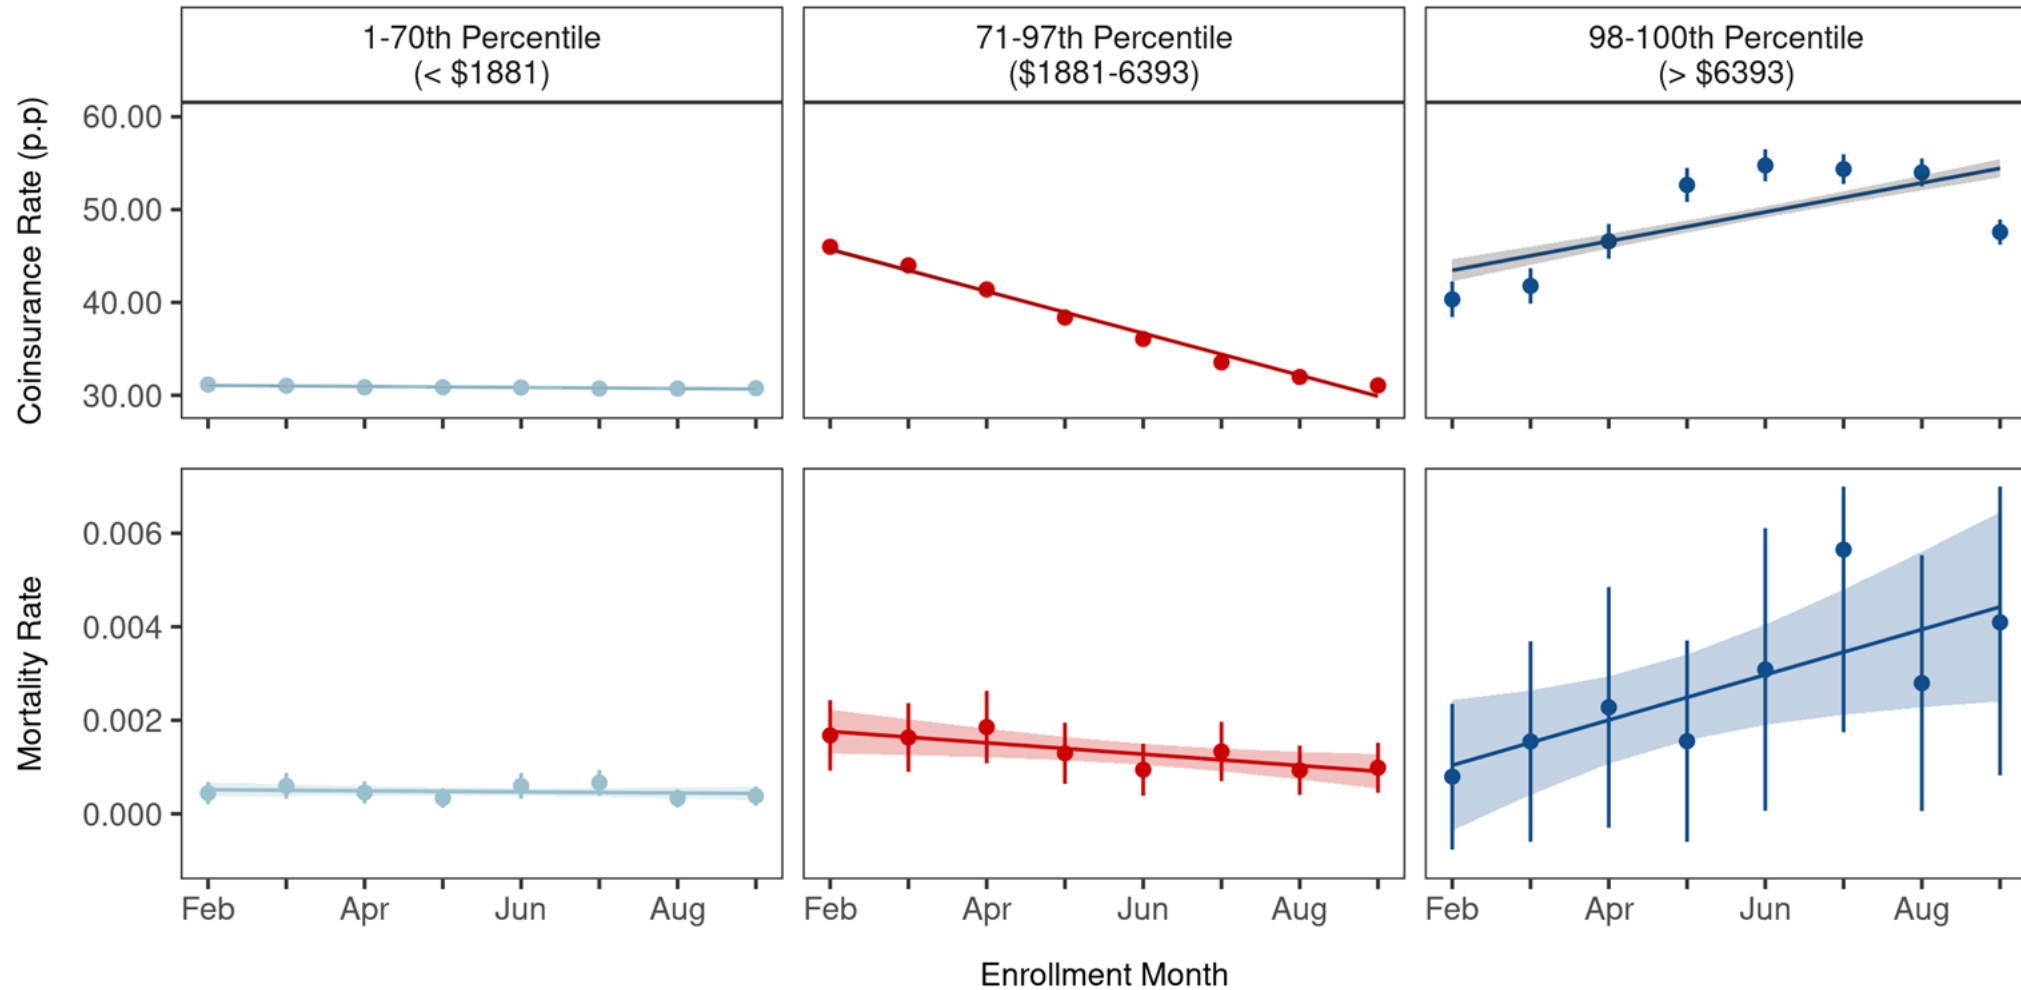 1-70th Percentile
(< $1881)
71-97th Percentile
($1881-6393)
98-100th Percentile
(> $6393)
Coinsurance Rate (p.p)
60.00
50.00
40.00
30.00
Mortality Rate
0.006
0.004
0.002
0.000
Feb Apr Jun Aug
Feb Apr Jun Aug
Feb Apr Jun Aug
Enrollment Month